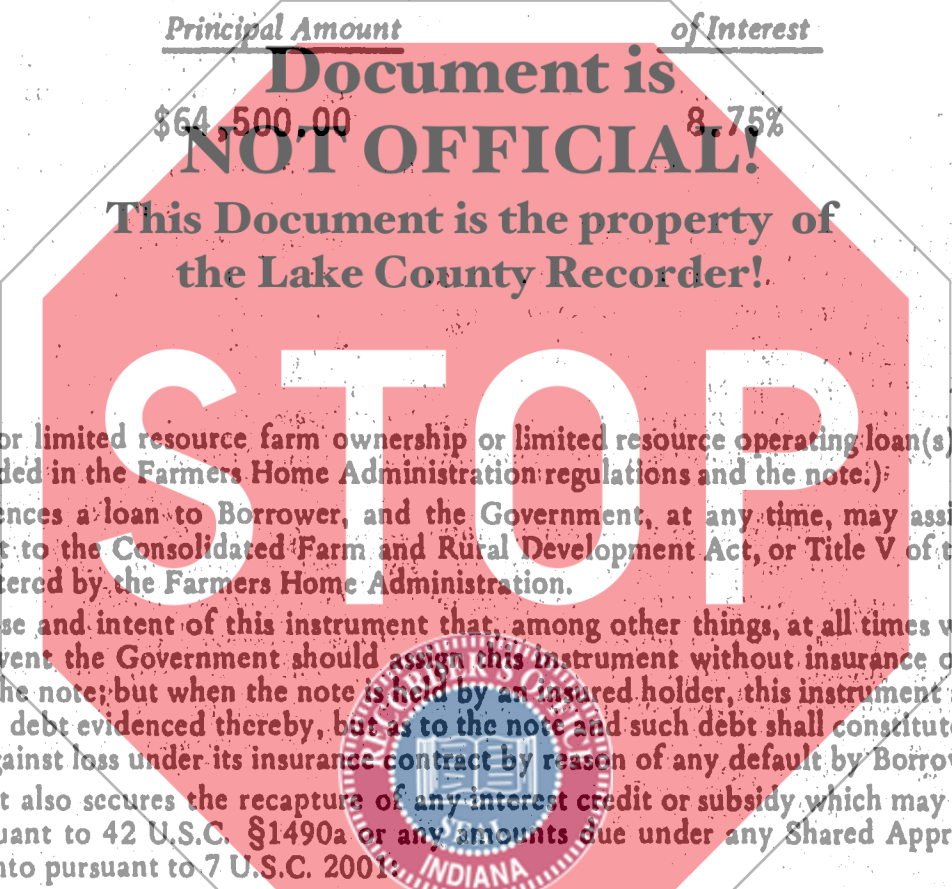 Principal Amount of Interest
Document is
$64,500.00 8.75%
NOT OFFICIAL!
This Document is the property of
the Lake County Recorder!
STOP
or limited resource farm ownership or limited resource operating loan(s)
ded in the Farmers Home Administration regulations and the note.)
ences a loan to Borrower, and the Government, at any time, may ass
t to the Consolidated Farm and Rural Development Act, or Title V of t
tered by the Farmers Home Administration.
se and intent of this instrument that, among other things, at all times
vent the Government should assign this instrument without insurance o
he note; but when the note is held by an insured holder, this instrument
debt evidenced thereby, but as to the note and such debt shall constitut
gainst loss under its insurance contract by reason of any default by Borrow
t also secures the recapture of any interest credit or subsidy which may
uant to 42 U.S.C. §1490a or any amounts due under any Shared Appr
nto pursuant to 7 U.S.C. 2001.
RECORDER'S OFFICE
SEAL
INDIANA